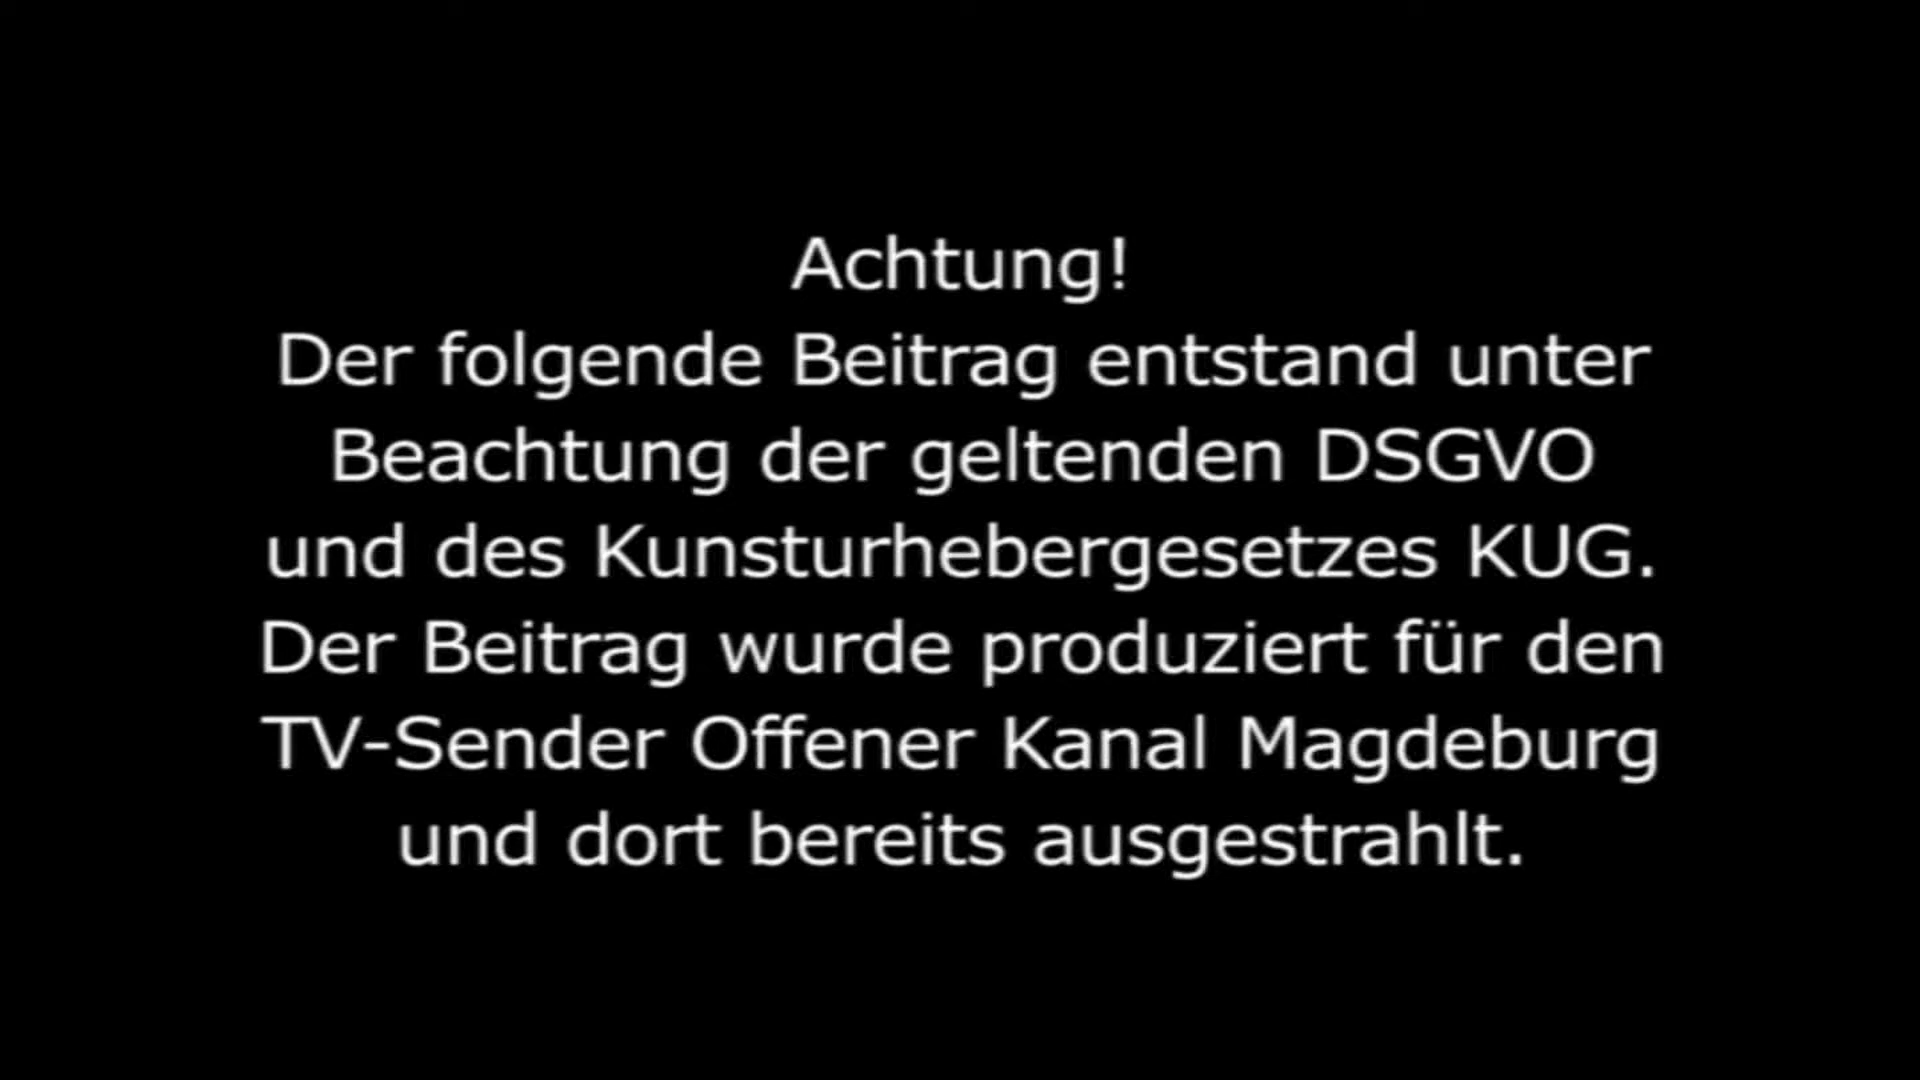 Achtung!
Der folgende Beitrag entstand unter
Beachtung der geltenden DSGVO
und des Kunsturhebergesetzes KUG.
Der Beitrag wurde produziert für den
TV-Sender Offener Kanal Magdeburg
und dort bereits ausgestrahlt.